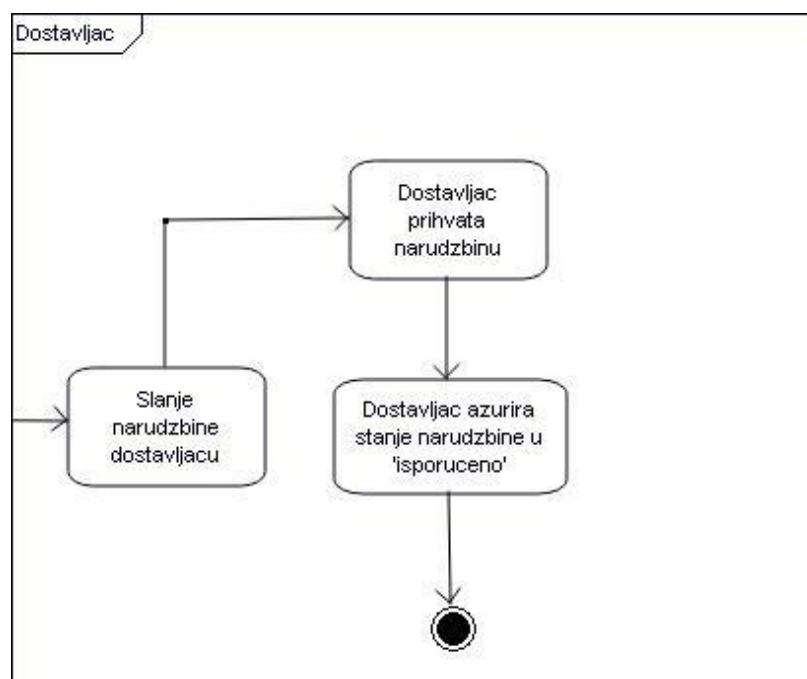 Dostavljac
Dostavljac
prihvata
narudzbinu
Slanje
narudzbine
dostavljacu
Dostavljac azurira
stanje narudzbine u
'isporuceno'